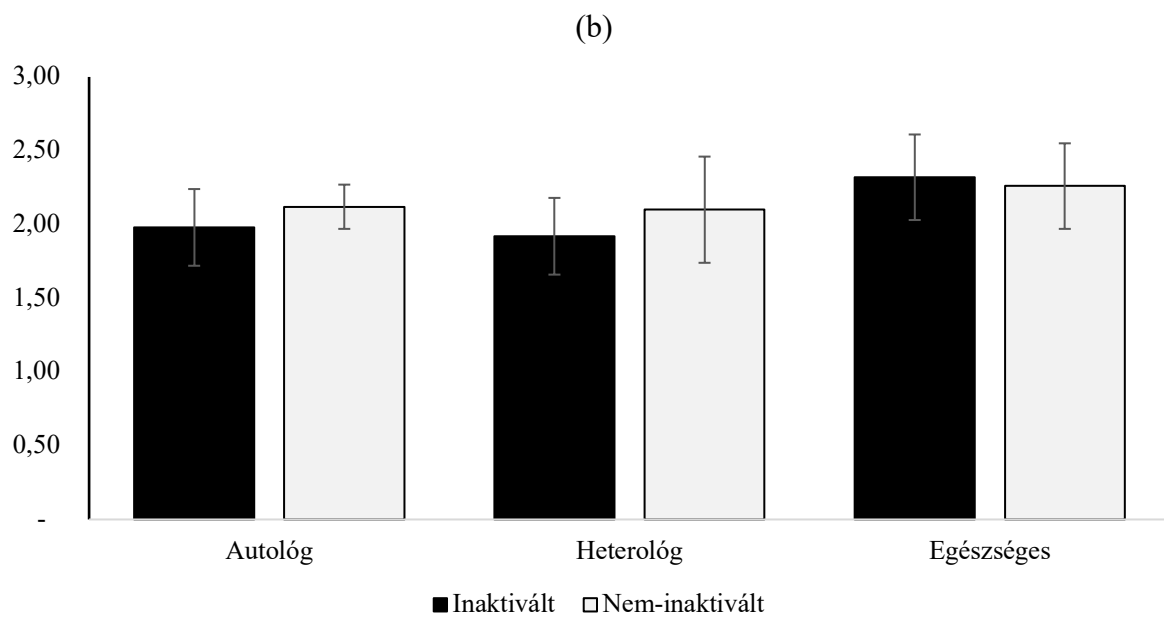 (b)
3,00
2,50
2,00
1,50
1,00
0,50
-
Autológ Heterológ Egészséges
Inaktivált Nem-inaktivált